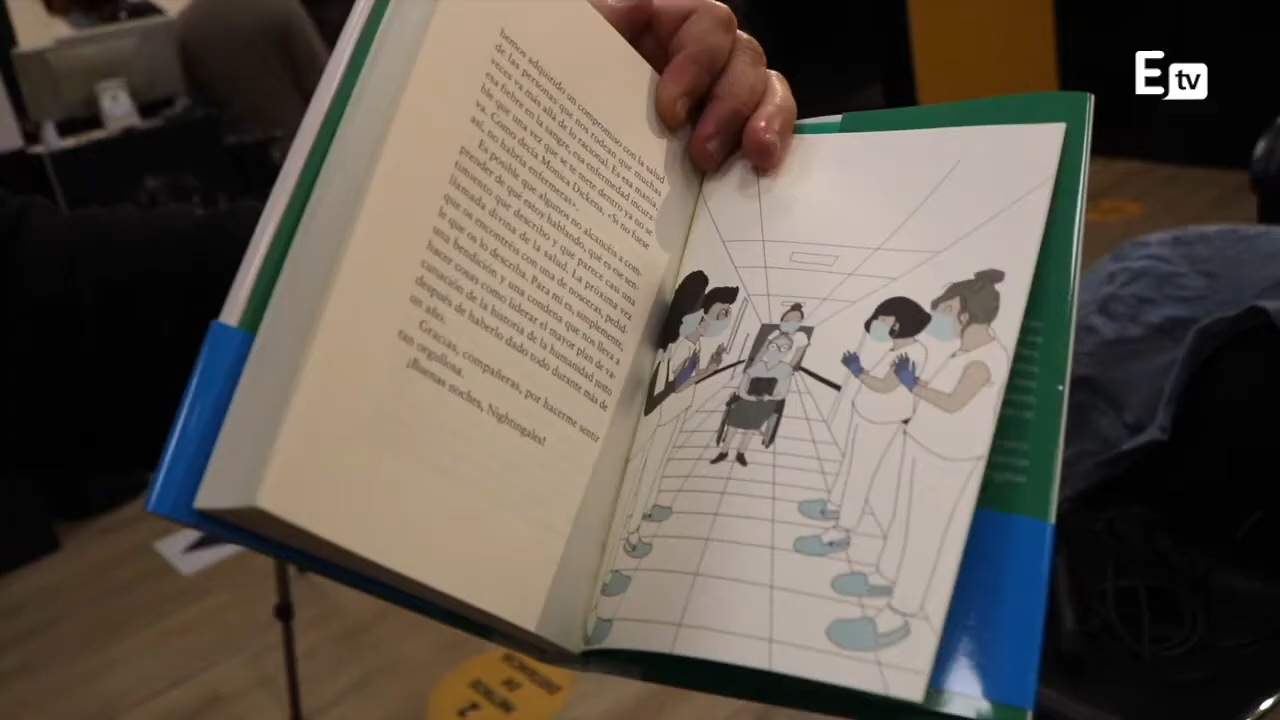 E tv
hemos adquirido un compromiso con la salud
de las personas que nos rodean que muchas
veces va más allá de lo racional. Es esa manía,
esa fiebre en la sangre, esa enfermedad incura-
ble que una vez que se te mete dentro ya no se
va. Como decía Monica Dickens, «Si no fuese
así, no habría enfermeras».
Es posible que algunos no alcancéis a com-
prender de qué estoy hablando, qué es ese sen-
timiento que describo y que parece casi una
llamada divina de la salud. La próxima vez
que os encontréis con una de nosotras, pedid-
le que os lo describa. Para mí es, simplemente,
una bendición y una condena que nos lleva a
hacer cosas como liderar el mayor plan de va-
cunación de la historia de la humanidad justo
después de haberlo dado todo durante más de
un año.
Gracias, compañeras, por hacerme sentir
tan orgullosa.
¡Buenas noches, Nightingales!
2
METROS
DE